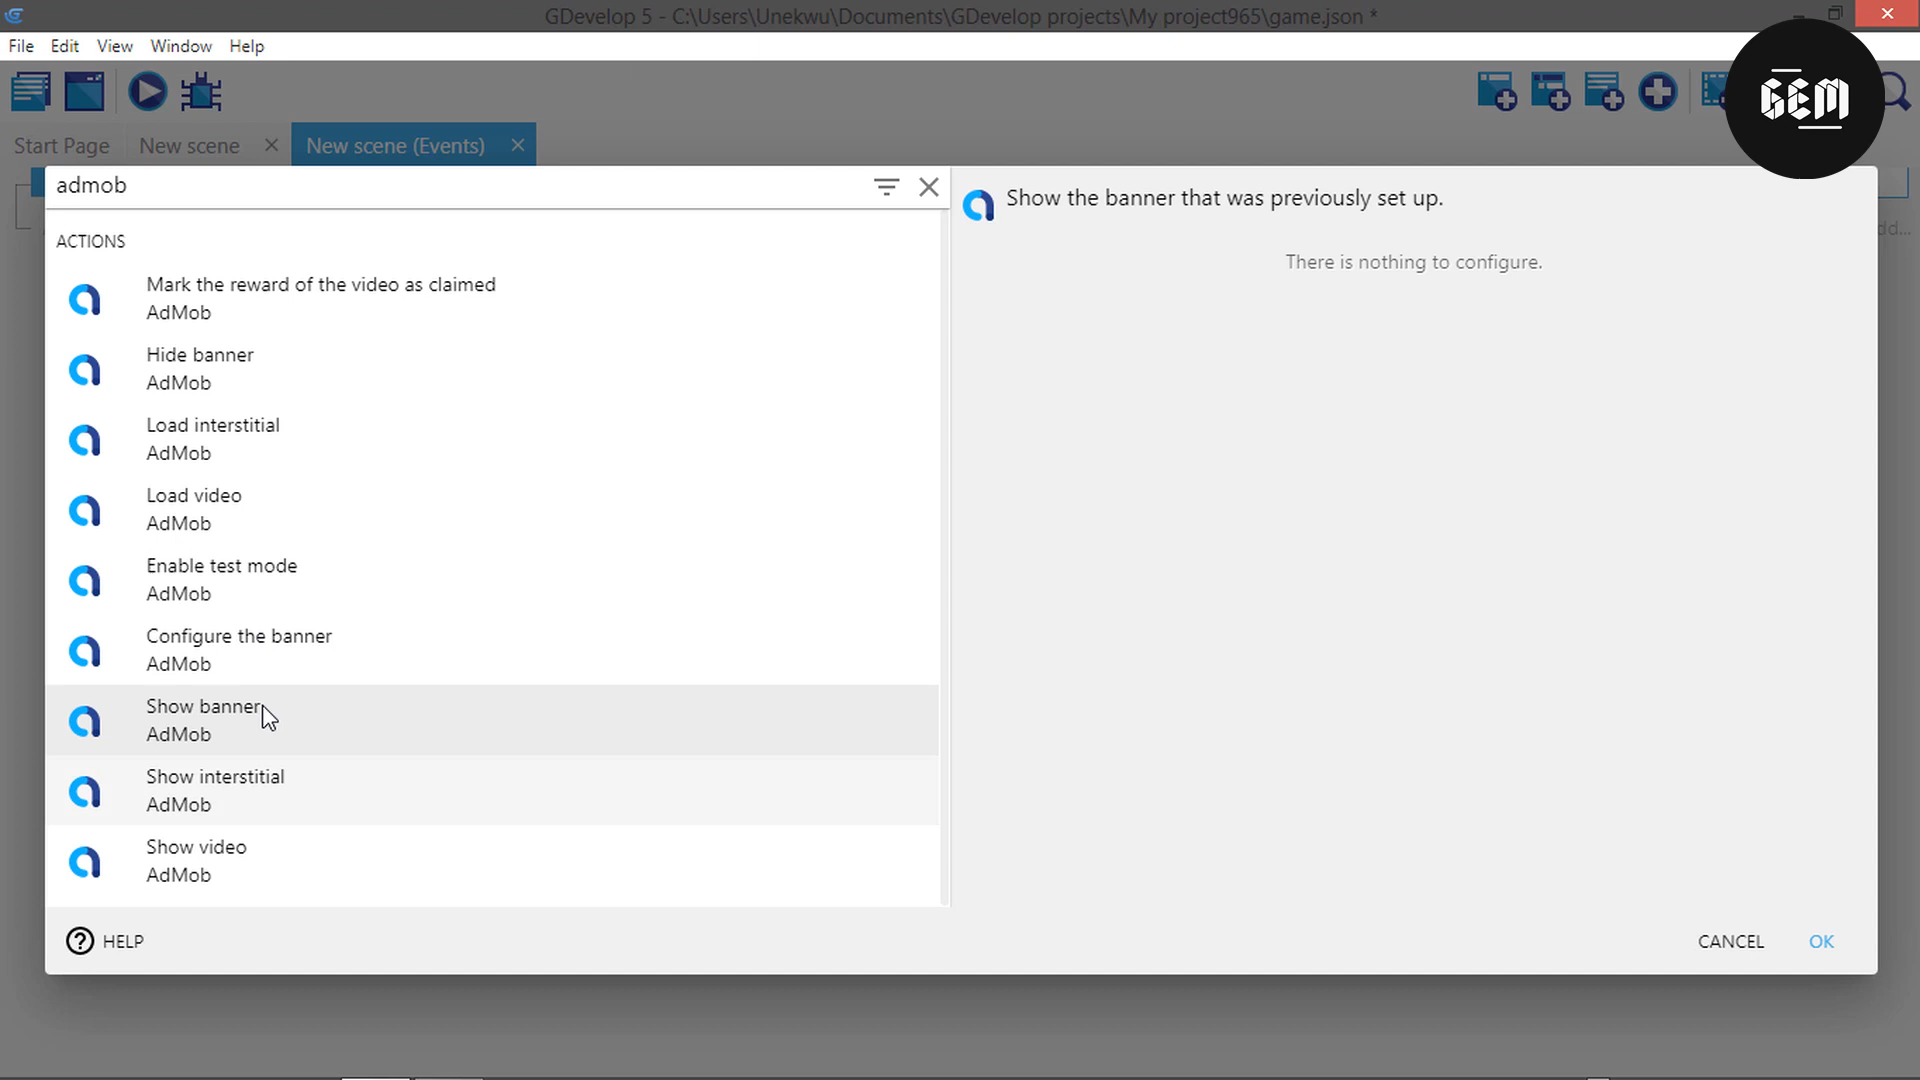 GDevelop 5 - C:\Users\Unekwu\Documents\GDevelop projects\My project965\game.json *
File Edit View Window Help
GEM
Start Page New scene New scene (Events)
admob
Show the banner that was previously set up.
dd...
ACTIONS
There is nothing to configure.
Mark the reward of the video as claimed
AdMob
Hide banner
AdMob
Load interstitial
AdMob
Load video
AdMob
Enable test mode
AdMob
Configure the banner
AdMob
Show banner
AdMob
Show interstitial
AdMob
Show video
AdMob
? HELP
CANCEL OK